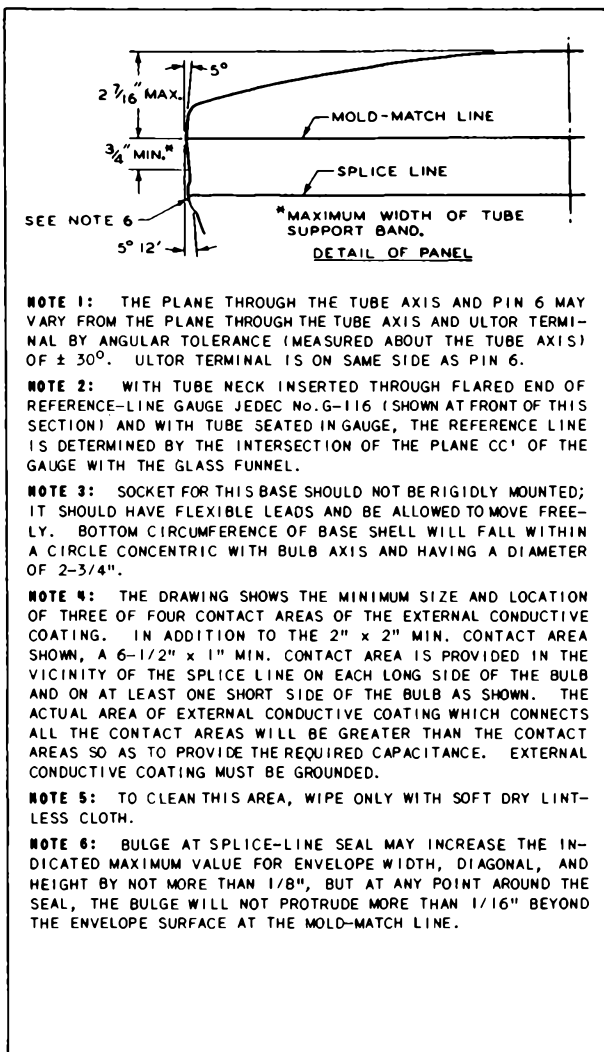 5°
2 7/16" MAX.
MOLD-MATCH LINE
3/4" MIN.*
SPLICE LINE
SEE NOTE 6
*MAXIMUM WIDTH OF TUBE
SUPPORT BAND.
5° 12'
DETAIL OF PANEL
NOTE 1: THE PLANE THROUGH THE TUBE AXIS AND PIN 6 MAY
VARY FROM THE PLANE THROUGH THE TUBE AXIS AND ULTOR TERMI-
NAL BY ANGULAR TOLERANCE (MEASURED ABOUT THE TUBE AXIS)
OF ± 30°. ULTOR TERMINAL IS ON SAME SIDE AS PIN 6.
NOTE 2: WITH TUBE NECK INSERTED THROUGH FLARED END OF
REFERENCE-LINE GAUGE JEDEC No.G-116 (SHOWN AT FRONT OF THIS
SECTION) AND WITH TUBE SEATED IN GAUGE, THE REFERENCE LINE
IS DETERMINED BY THE INTERSECTION OF THE PLANE CC' OF THE
GAUGE WITH THE GLASS FUNNEL.
NOTE 3: SOCKET FOR THIS BASE SHOULD NOT BE RIGIDLY MOUNTED;
IT SHOULD HAVE FLEXIBLE LEADS AND BE ALLOWED TO MOVE FREE-
LY. BOTTOM CIRCUMFERENCE OF BASE SHELL WILL FALL WITHIN
A CIRCLE CONCENTRIC WITH BULB AXIS AND HAVING A DIAMETER
OF 2-3/4".
NOTE 4: THE DRAWING SHOWS THE MINIMUM SIZE AND LOCATION
OF THREE OF FOUR CONTACT AREAS OF THE EXTERNAL CONDUCTIVE
COATING. IN ADDITION TO THE 2" x 2" MIN. CONTACT AREA
SHOWN, A 6-1/2" x 1" MIN. CONTACT AREA IS PROVIDED IN THE
VICINITY OF THE SPLICE LINE ON EACH LONG SIDE OF THE BULB
AND ON AT LEAST ONE SHORT SIDE OF THE BULB AS SHOWN. THE
ACTUAL AREA OF EXTERNAL CONDUCTIVE COATING WHICH CONNECTS
ALL THE CONTACT AREAS WILL BE GREATER THAN THE CONTACT
AREAS SO AS TO PROVIDE THE REQUIRED CAPACITANCE. EXTERNAL
CONDUCTIVE COATING MUST BE GROUNDED.
NOTE 5: TO CLEAN THIS AREA, WIPE ONLY WITH SOFT DRY LINT-
LESS CLOTH.
NOTE 6: BULGE AT SPLICE-LINE SEAL MAY INCREASE THE IN-
DICATED MAXIMUM VALUE FOR ENVELOPE WIDTH, DIAGONAL, AND
HEIGHT BY NOT MORE THAN 1/8", BUT AT ANY POINT AROUND THE
SEAL, THE BULGE WILL NOT PROTRUDE MORE THAN 1/16" BEYOND
THE ENVELOPE SURFACE AT THE MOLD-MATCH LINE.